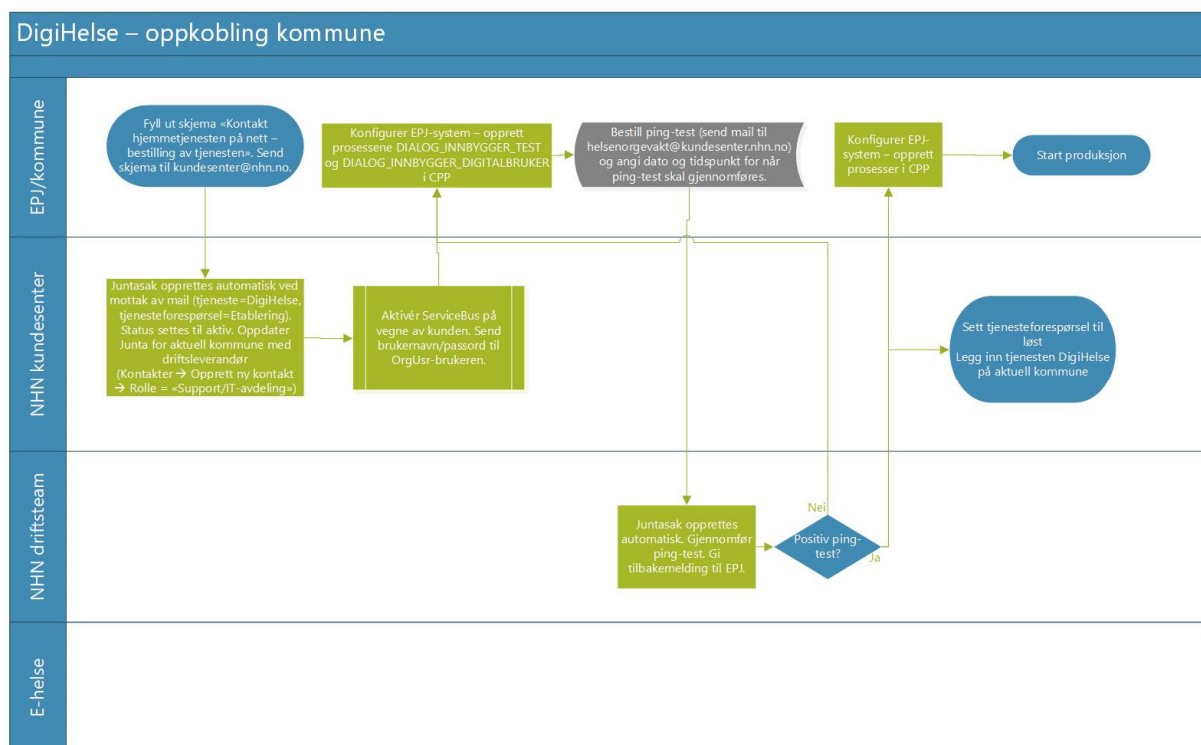 DigiHelse – oppkobling kommune
EPJ/kommune
Fyll ut skjema «Kontakt
hjemmetjenesten på nett –
bestilling av tjenesten». Send
skjema til kundesenter@nhn.no.
Konfigurer EPJ-system – opprett
prosessene DIALOG_INNBYGGER_TEST
og DIALOG_INNBYGGER_DIGITALBRUKER
i CPP
Bestill ping-test (send mail til
helsenorgevakt@kundesenter.nhn.no)
og angi dato og tidspunkt for når
ping-test skal gjennomføres.
Konfigurer EPJ-
system – opprett
prosesser i CPP
Start produksjon
NHN kundesenter
Juntasak opprettes automatisk ved
mottak av mail (tjeneste=DigiHelse,
tjenesteforespørsel=Etablering).
Status settes til aktiv. Oppdater
Junta for aktuell kommune med
driftsleverandør
(Kontakter → Opprett ny kontakt
→ Rolle = «Support/IT-avdeling»)
Aktivér ServiceBus på
vegne av kunden. Send
brukernavn/passord til
OrgUsr-brukeren.
Sett tjenesteforespørsel til
løst
Legg inn tjenesten DigiHelse
på aktuell kommune
NHN driftsteam
Juntasak opprettes
automatisk. Gjennomfør
ping-test. Gi
tilbakemelding til EPJ.
Nei
Positiv ping-
test?
Ja
E-helse